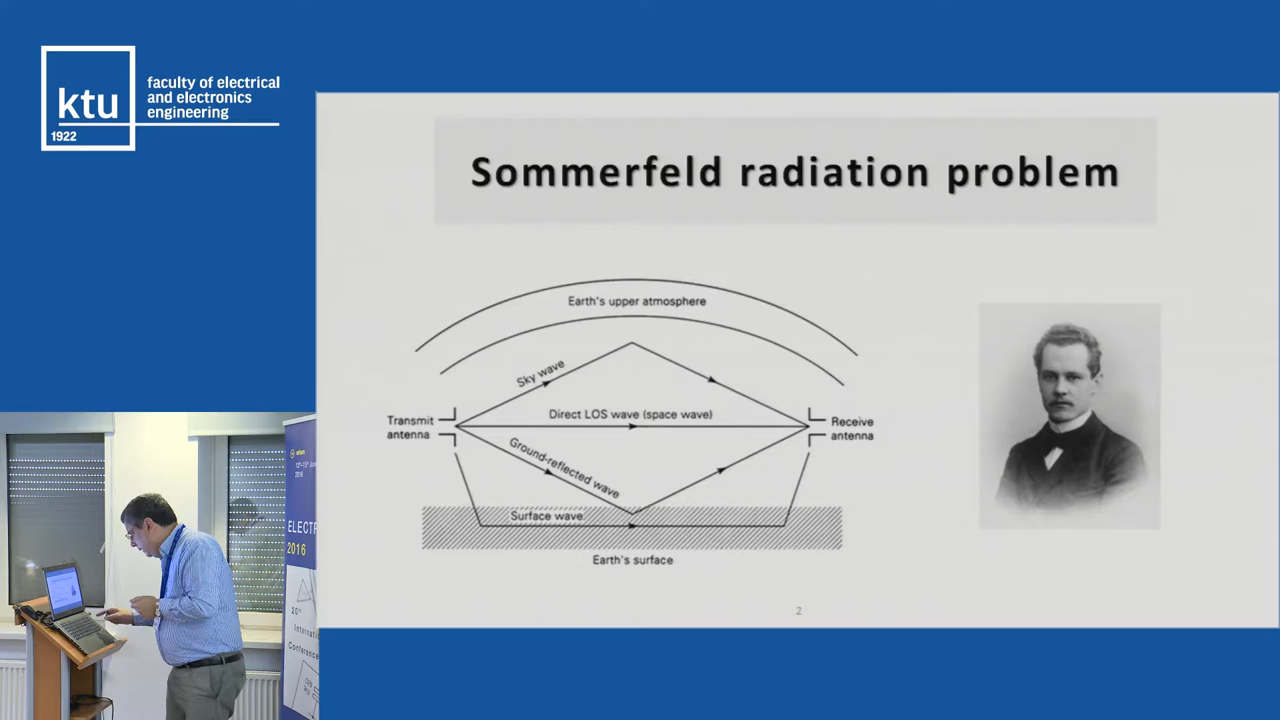 ktu
1922
faculty of electrical
and electronics
engineering
Sommerfeld radiation problem
Earth's upper atmosphere
Sky wave
Direct LOS wave (space wave)
Transmit
antenna
Receive
antenna
Ground-reflected wave
Surface wave
Earth's surface
2
2016
20th